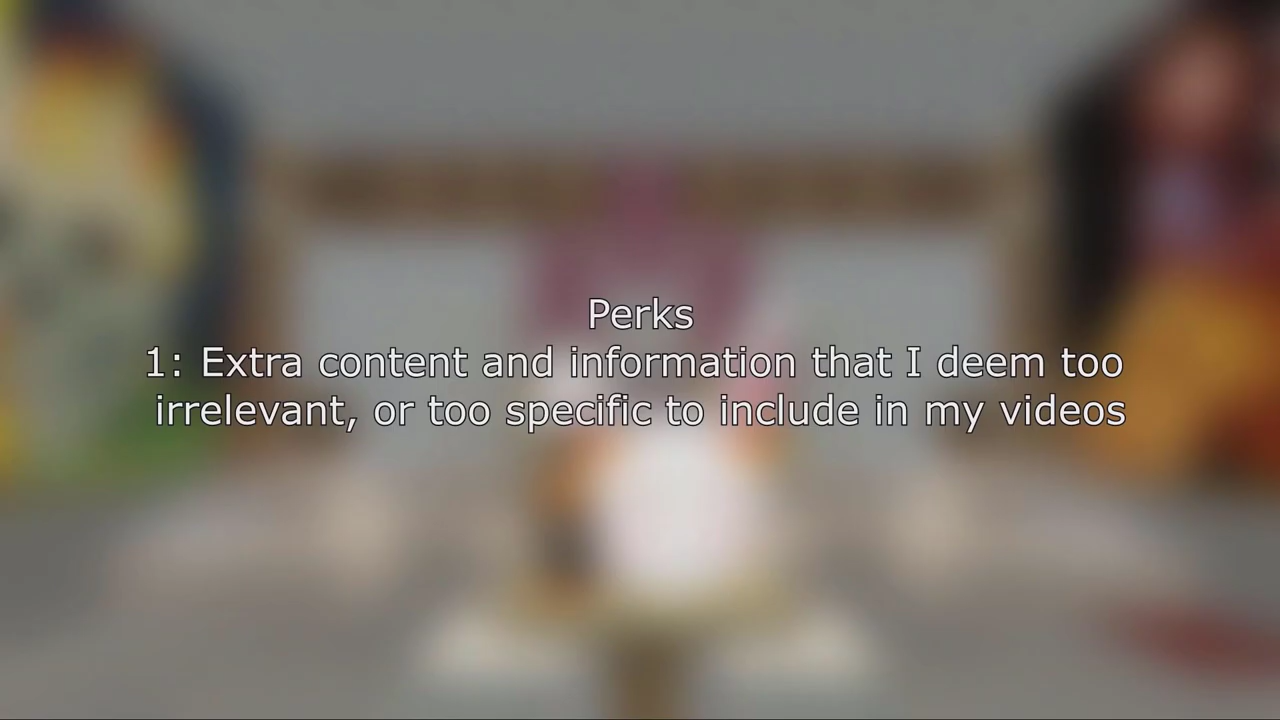 Perks
1: Extra content and information that I deem too
irrelevant, or too specific to include in my videos